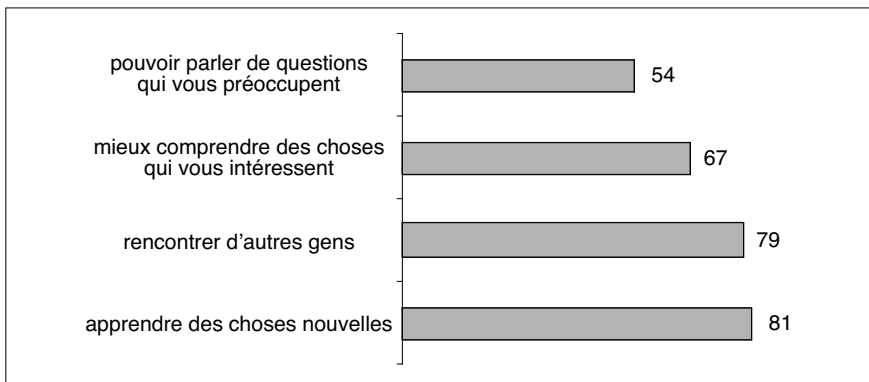 pouvoir parler de questions
qui vous préoccupent
54
mieux comprendre des choses
qui vous intéressent
67
rencontrer d'autres gens
79
apprendre des choses nouvelles
81